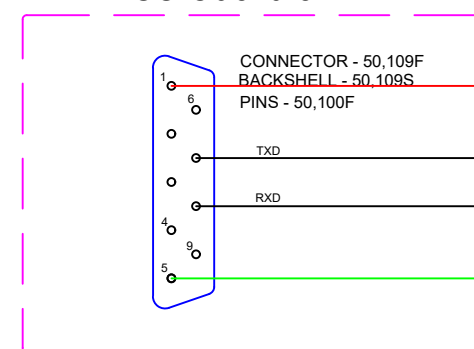 CONNECTOR - 50,109F
BACKSHELL - 50,109S
PINS - 50,100F
1
6
TXD
RXD
4
9
5